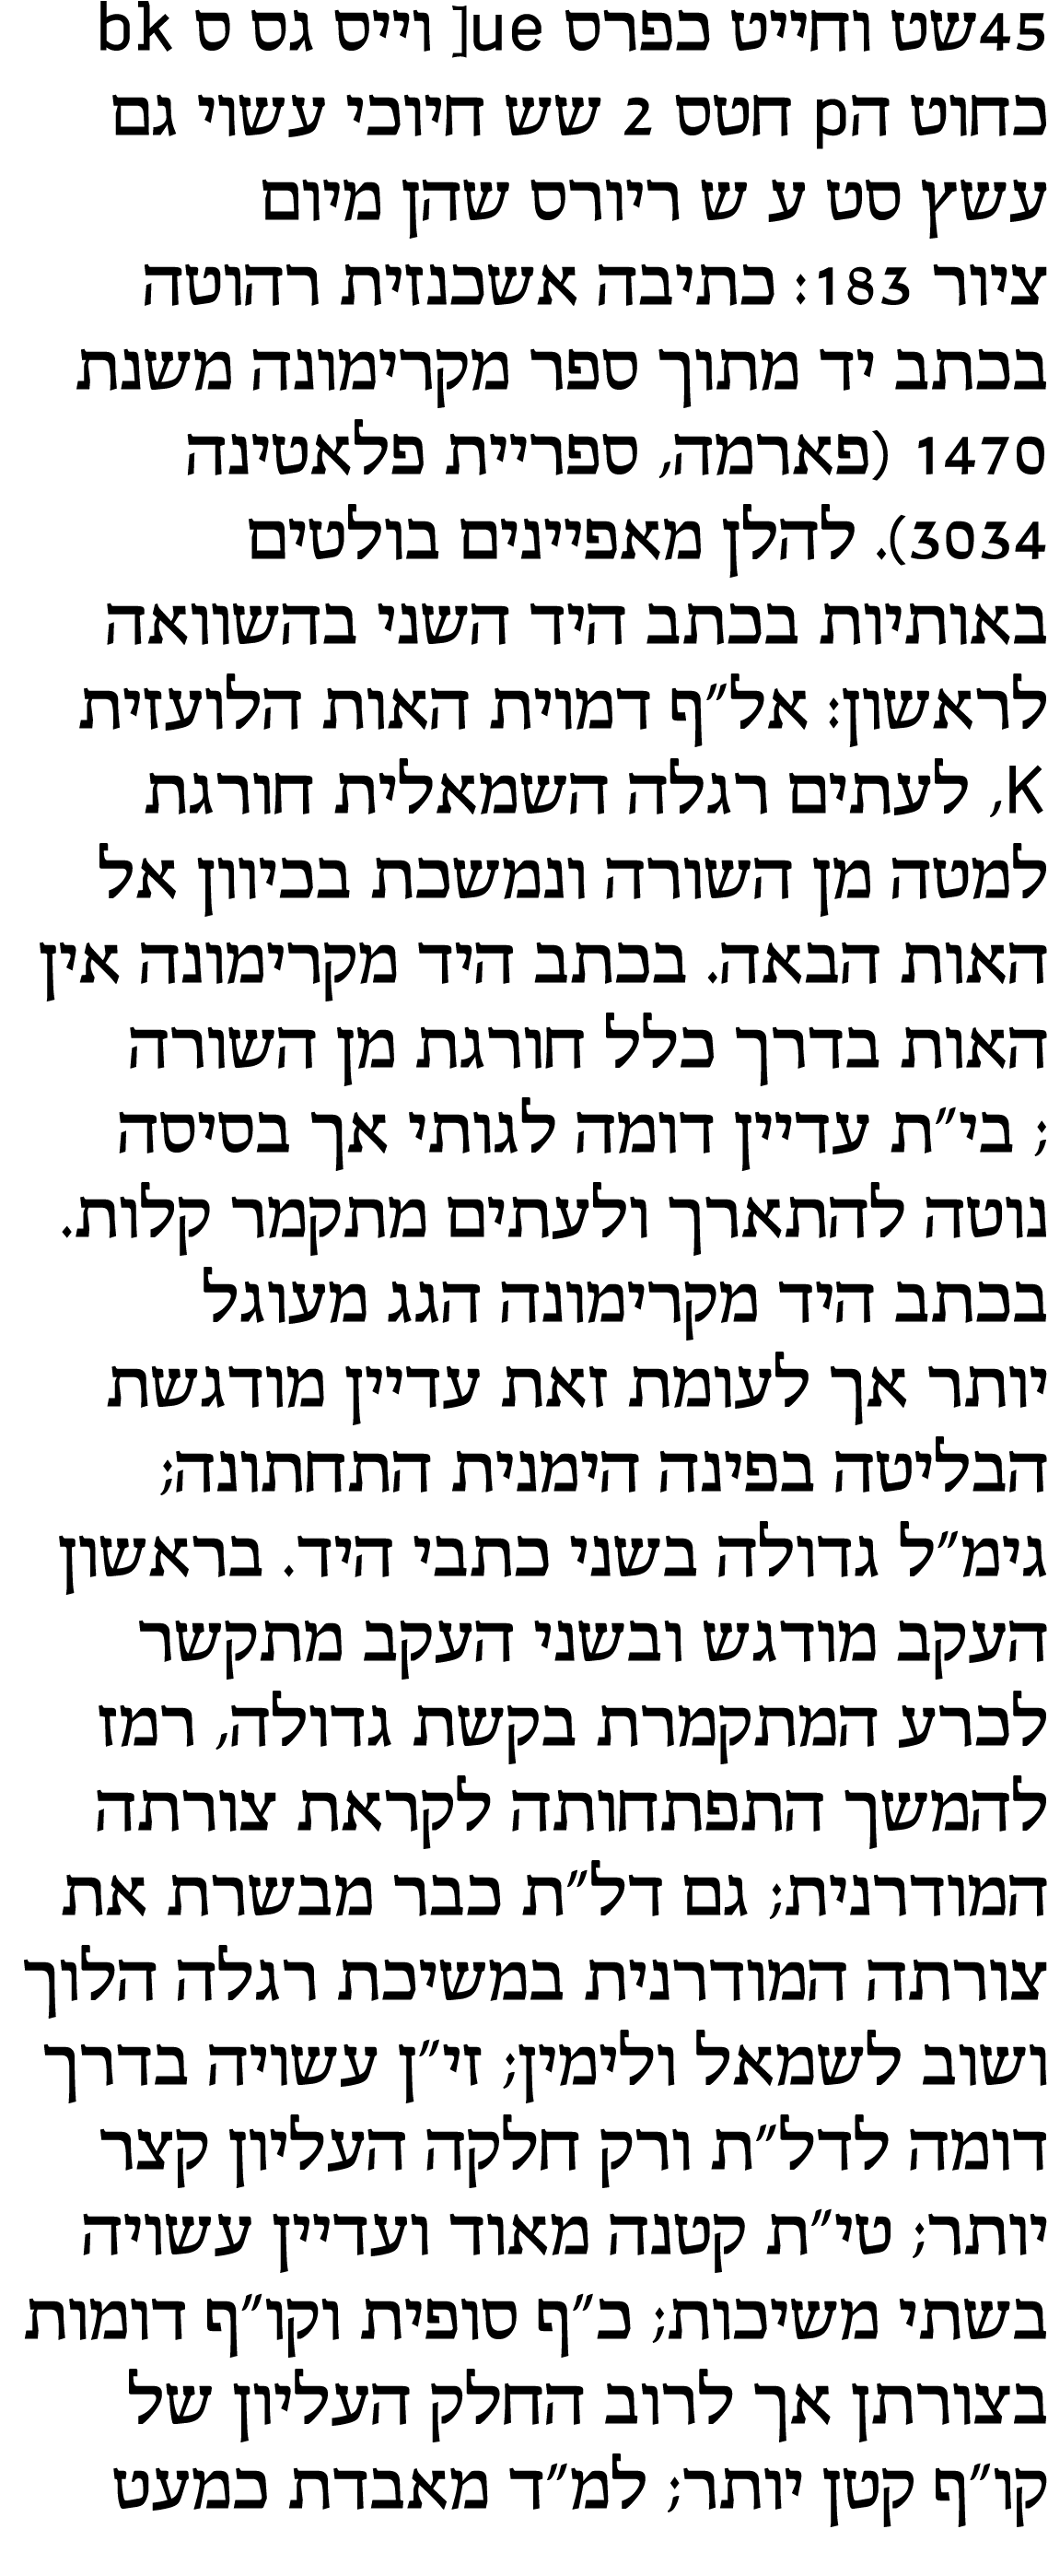 45שט וחייט כפרס ue[ וייס גס ס bk
כחוט הp חטס 2 שש חיוכי עשוי גם
עשץ סט ע ש ריורס שהן מיום
ציור 183: כתיבה אשכנזית רהוטה
בכתב יד מתוך ספר מקרימונה משנת
1470 (פארמה, ספריית פלאטינה
3034). להלן מאפיינים בולטים
באותיות בכתב היד השני בהשוואה
לראשון: אל״ף דמוית האות הלועזית
K, לעתים רגלה השמאלית חורגת
למטה מן השורה ונמשכת בכיוון אל
האות הבאה. בכתב היד מקרימונה אין
האות בדרך כלל חורגת מן השורה
; בי״ת עדיין דומה לגותי אך בסיסה
נוטה להתארך ולעתים מתקמר קלות.
בכתב היד מקרימונה הגג מעוגל
יותר אך לעומת זאת עדיין מודגשת
הבליטה בפינה הימנית התחתונה;
גימ״ל גדולה בשני כתבי היד. בראשון
העקב מודגש ובשני העקב מתקשר
לכרע המתקמרת בקשת גדולה, רמז
להמשך התפתחותה לקראת צורתה
המודרנית; גם דל״ת כבר מבשרת את
צורתה המודרנית במשיכת רגלה הלוך
ושוב לשמאל ולימין; זי״ן עשויה בדרך
דומה לדל״ת ורק חלקה העליון קצר
יותר; טי״ת קטנה מאוד ועדיין עשויה
בשתי משיכות; כ״ף סופית וקו״ף דומות
בצורתן אך לרוב החלק העליון של
קו״ף קטן יותר; למ״ד מאבדת כמעט